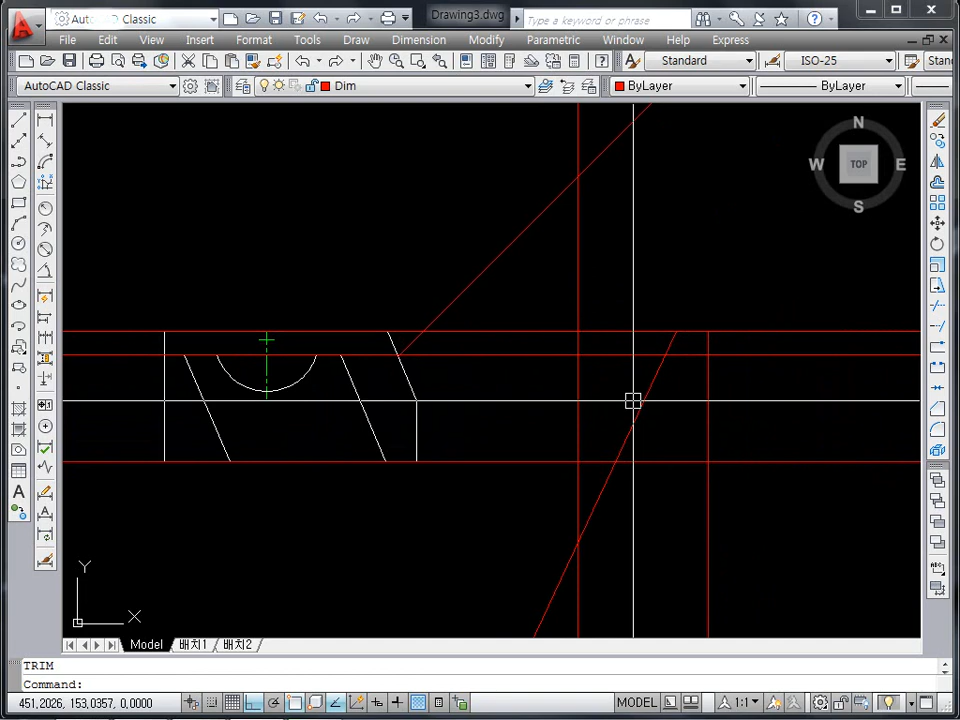 Auto    Classic Drawing3.dwg Type a keyword or phrase
File Edit View Insert Format Tools Draw Dimension Modify Parametric Window Help Express
Standard ISO-25 Stand
AutoCAD Classic Dim ByLayer ByLayer
N
W TOP E
S
Y
X
Model 배치1 배치2
TRIM
Command:
451.2026, 153.0357, 0.0000 MODEL 1:1